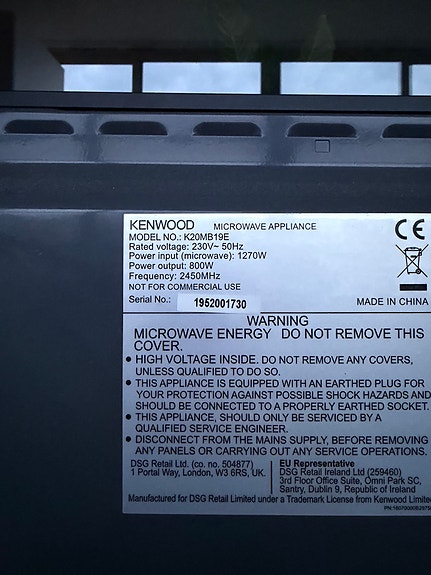 KENWOOD MICROWAVE APPLIANCE
MODEL NO.: K20MB19E
Rated voltage: 230V~ 50Hz
Power input (microwave): 1270W
Power output: 800W
Frequency: 2450MHz
NOT FOR COMMERCIAL USE
Serial No.: 1952001730
CE
MADE IN CHINA
WARNING
MICROWAVE ENERGY DO NOT REMOVE THIS
COVER.
● HIGH VOLTAGE INSIDE. DO NOT REMOVE ANY COVERS,
UNLESS QUALIFIED TO DO SO.
● THIS APPLIANCE IS EQUIPPED WITH AN EARTHED PLUG FOR
YOUR PROTECTION AGAINST POSSIBLE SHOCK HAZARDS AND
SHOULD BE CONNECTED TO A PROPERLY EARTHED SOCKET.
● THIS APPLIANCE, SHOULD ONLY BE SERVICED BY A
QUALIFIED SERVICE ENGINEER.
● DISCONNECT FROM THE MAINS SUPPLY, BEFORE REMOVING
ANY PANELS OR CARRYING OUT ANY SERVICE OPERATIONS.
DSG Retail Ltd. (co. no. 504877)
1 Portal Way, London, W3 6RS, UK.
EU Representative
DSG Retail Ireland Ltd (259460)
3rd Floor Office Suite, Omni Park SC,
Santry, Dublin 9, Republic of Ireland
Manufactured for DSG Retail Limited under a Trademark License from Kenwood Limited